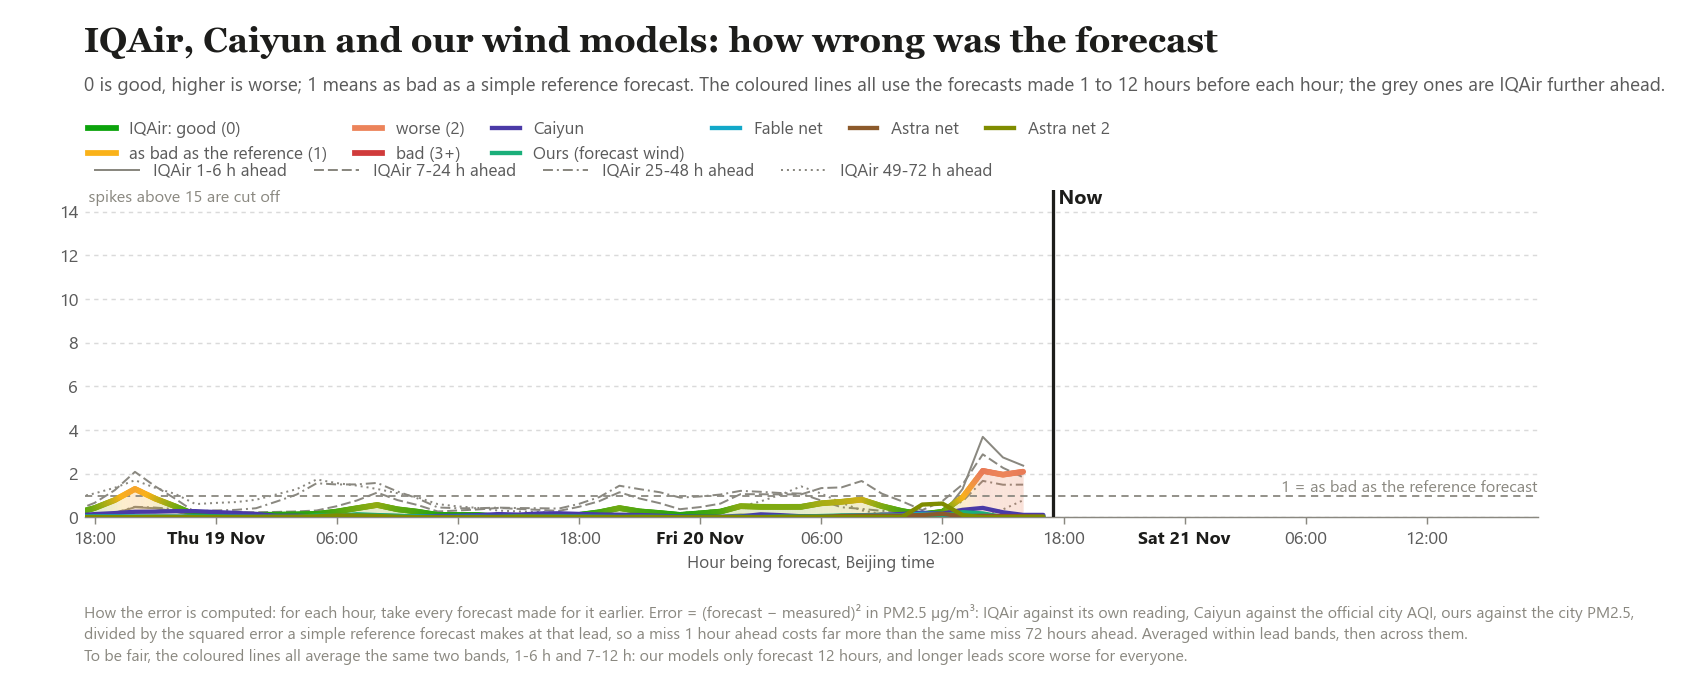 IQAir, Caiyun and our wind models: how wrong was the forecast
0 is good, higher is worse; 1 means as bad as a simple reference forecast. The coloured lines all use the forecasts made 1 to 12 hours before each hour; the grey ones are IQAir further ahead.
IQAir: good (0) worse (2) Caiyun Fable net Astra net Astra net 2
as bad as the reference (1) bad (3+) Ours (forecast wind)
IQAir 1-6 h ahead IQAir 7-24 h ahead IQAir 25-48 h ahead IQAir 49-72 h ahead
spikes above 15 are cut off
Now
14
12
10
8
6
4
2
1 = as bad as the reference forecast
0
18:00 Thu 19 Nov 06:00 12:00 18:00 Fri 20 Nov 06:00 12:00 18:00 Sat 21 Nov 06:00 12:00
Hour being forecast, Beijing time
How the error is computed: for each hour, take every forecast made for it earlier. Error = (forecast − measured)² in PM2.5 µg/m³: IQAir against its own reading, Caiyun against the official city AQI, ours against the city PM2.5,
divided by the squared error a simple reference forecast makes at that lead, so a miss 1 hour ahead costs far more than the same miss 72 hours ahead. Averaged within lead bands, then across them.
To be fair, the coloured lines all average the same two bands, 1-6 h and 7-12 h: our models only forecast 12 hours, and longer leads score worse for everyone.